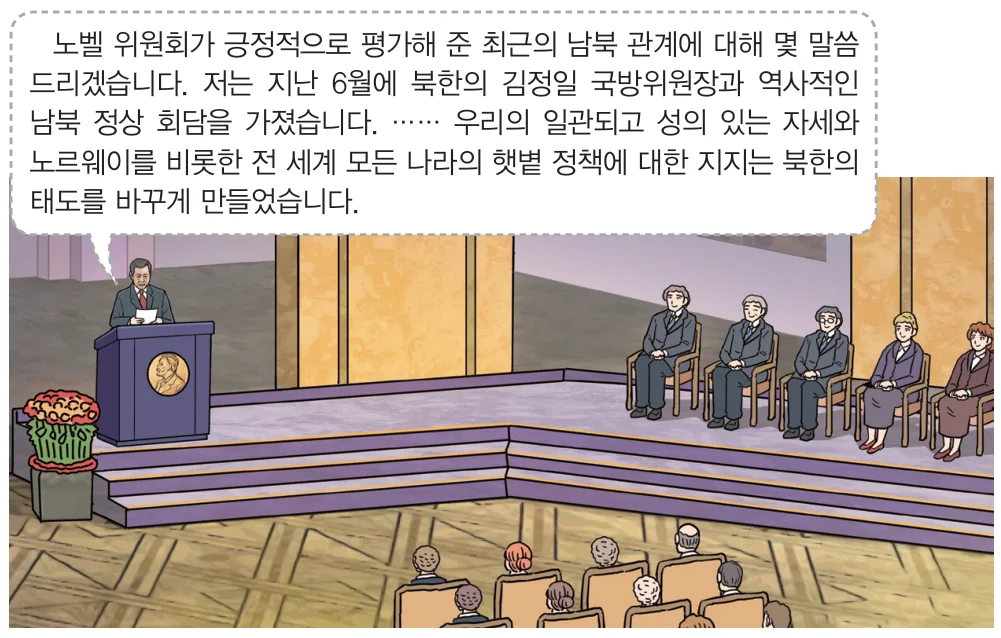 노벨 위원회가 긍정적으로 평가해 준 최근의 남북 관계에 대해 몇 말씀
드리겠습니다. 저는 지난 6월에 북한의 김정일 국방위원장과 역사적인
남북 정상 회담을 가졌습니다. …… 우리의 일관되고 성의 있는 자세와
노르웨이를 비롯한 전 세계 모든 나라의 햇볕 정책에 대한 지지는 북한의
태도를 바꾸게 만들었습니다.